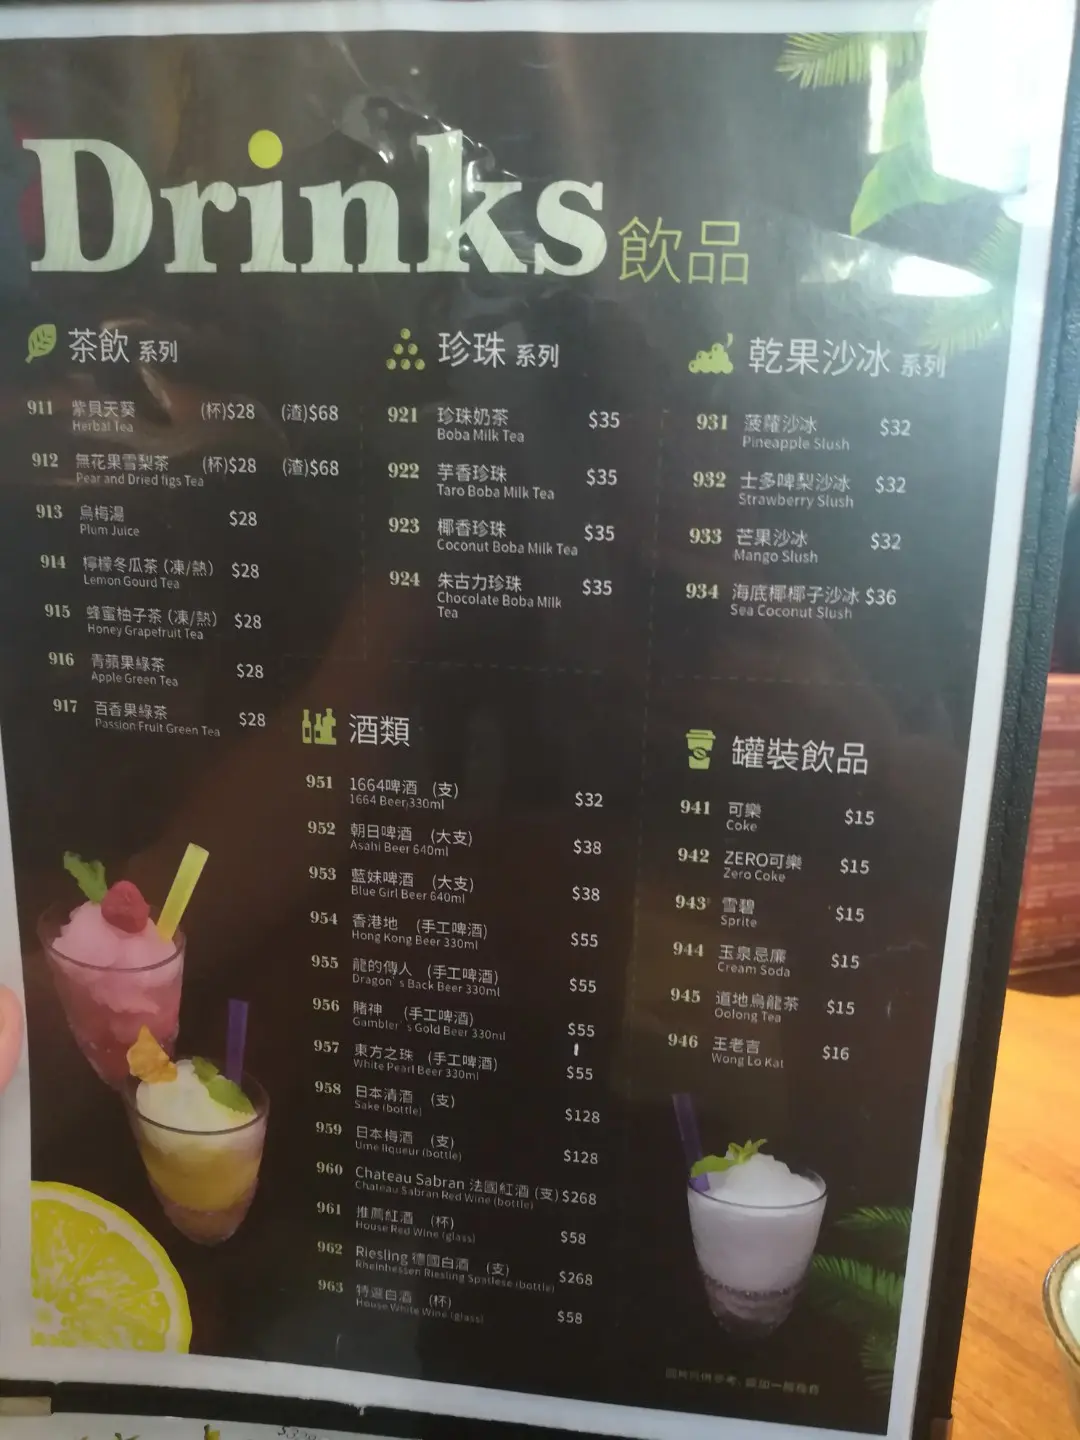 Drinks 飲品
茶飲 系列
911 紫貝天葵 (杯)$28 (渣)$68
Herbal Tea
912 無花果雪梨茶 (杯)$28 (渣)$68
Pear and Dried figs Tea
913 烏梅湯 $28
Plum Juice
914 檸檬冬瓜茶 (凍/熱) $28
Lemon Gourd Tea
915 蜂蜜柚子茶 (凍/熱) $28
Honey Grapefruit Tea
916 青蘋果綠茶 $28
Apple Green Tea
917 百香果綠茶 $28
Passion Fruit Green Tea
珍珠 系列
921 珍珠奶茶 $35
Boba Milk Tea
922 芋香珍珠 $35
Taro Boba Milk Tea
923 椰香珍珠 $35
Coconut Boba Milk Tea
924 朱古力珍珠 $35
Chocolate Boba Milk
Tea
乾果沙冰 系列
931 菠蘿沙冰 $32
Pineapple Slush
932 士多啤梨沙冰 $32
Strawberry Slush
933 芒果沙冰 $32
Mango Slush
934 海底椰椰子沙冰 $36
Sea Coconut Slush
酒類
951 1664啤酒 (支) $32
1664 Beer 330ml
952 朝日啤酒 (大支) $38
Asahi Beer 640ml
953 藍妹啤酒 (大支) $38
Blue Girl Beer 640ml
954 香港地 (手工啤酒) $55
Hong Kong Beer 330ml
955 龍的傳人 (手工啤酒) $55
Dragon's Back Beer 330ml
956 賭神 (手工啤酒) $55
Gambler's Gold Beer 330ml
957 東方之珠 (手工啤酒) $55
White Pearl Beer 330ml
958 日本清酒 (支) $128
Sake (bottle)
959 日本梅酒 (支) $128
Ume liqueur (bottle)
960 Chateau Sabran 法國紅酒 (支) $268
Chateau Sabran Red Wine (bottle)
961 推薦紅酒 (杯) $58
House Red Wine (glass)
962 Riesling 德國白酒 (支) $268
Rheinhessen Riesling Spatlese (bottle)
963 特選白酒 (杯) $58
House White Wine (glass)
罐裝飲品
941 可樂 $15
Coke
942 ZERO可樂 $15
Zero Coke
943 雪碧 $15
Sprite
944 玉泉忌廉 $15
Cream Soda
945 道地烏龍茶 $15
Oolong Tea
946 王老吉 $16
Wong Lo Kat